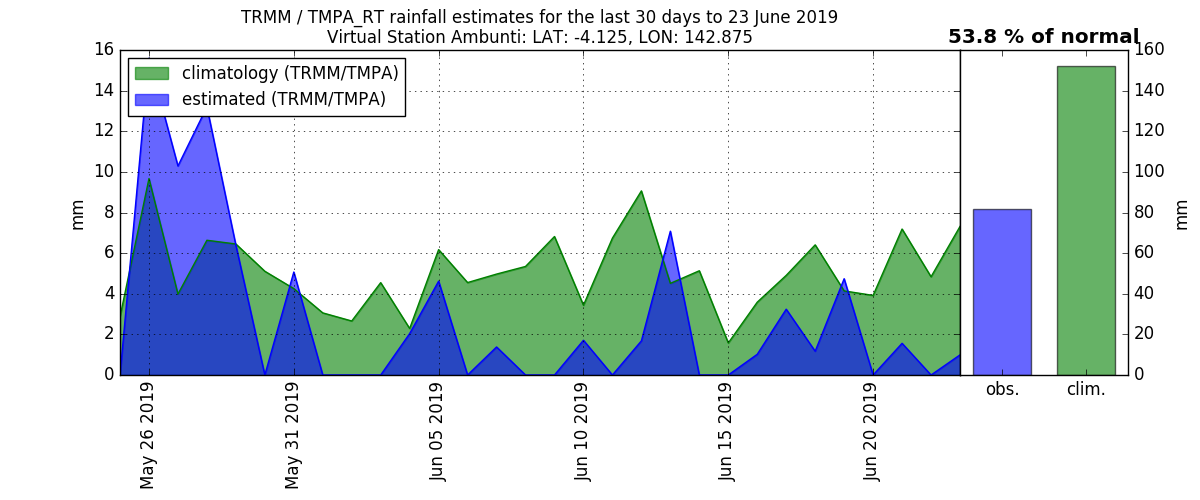 TRMM / TMPA_RT rainfall estimates for the last 30 days to 23 June 2019
Virtual Station Ambunti: LAT: -4.125, LON: 142.875
53.8 % of normal
climatology (TRMM/TMPA)
estimated (TRMM/TMPA)
16
14
12
10
8
6
4
2
0
mm
May 26 2019
May 31 2019
Jun 05 2019
Jun 10 2019
Jun 15 2019
Jun 20 2019
obs.
clim.
160
140
120
100
80
60
40
20
0
mm